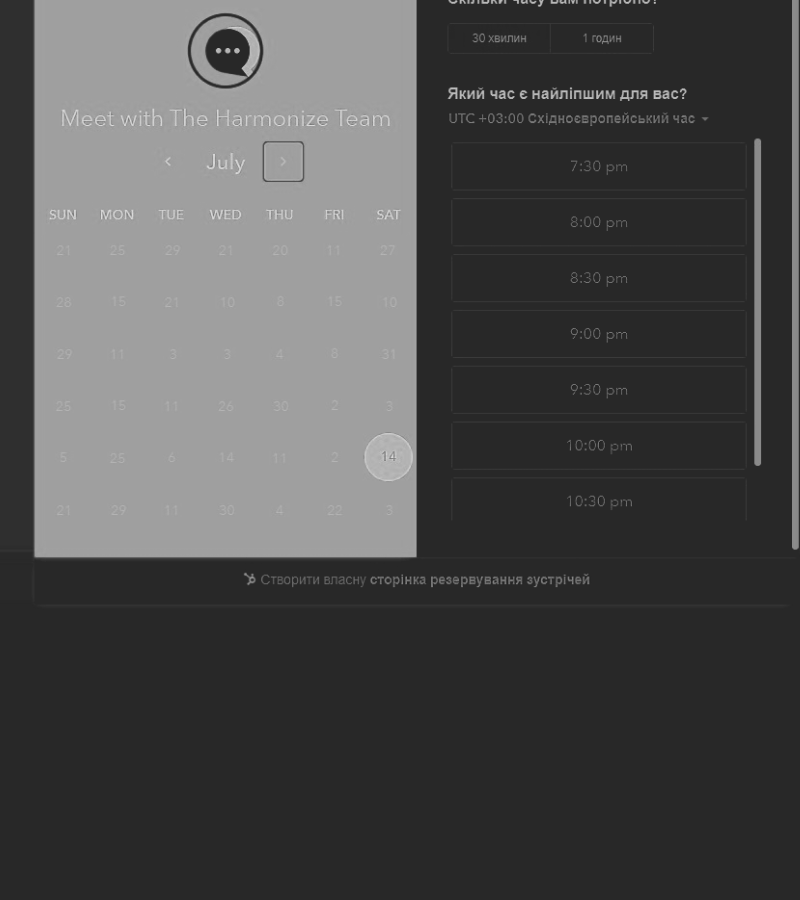 Скільки часу вам потрібно?
30 хвилин 1 годин
Meet with The Harmonize Team
July
SUN MON TUE WED THU FRI SAT
21 25 29 21 20 11 27
28 15 21 10 8 15 10
29 11 3 3 4 8 31
25 15 11 26 30 2 3
5 25 6 14 11 2 14
21 29 11 30 4 22 3
Який час є найліпшим для вас?
UTC +03:00 Східноєвропейський час
7:30 pm
8:00 pm
8:30 pm
9:00 pm
9:30 pm
10:00 pm
10:30 pm
Створити власну сторінка резервування зустрічей